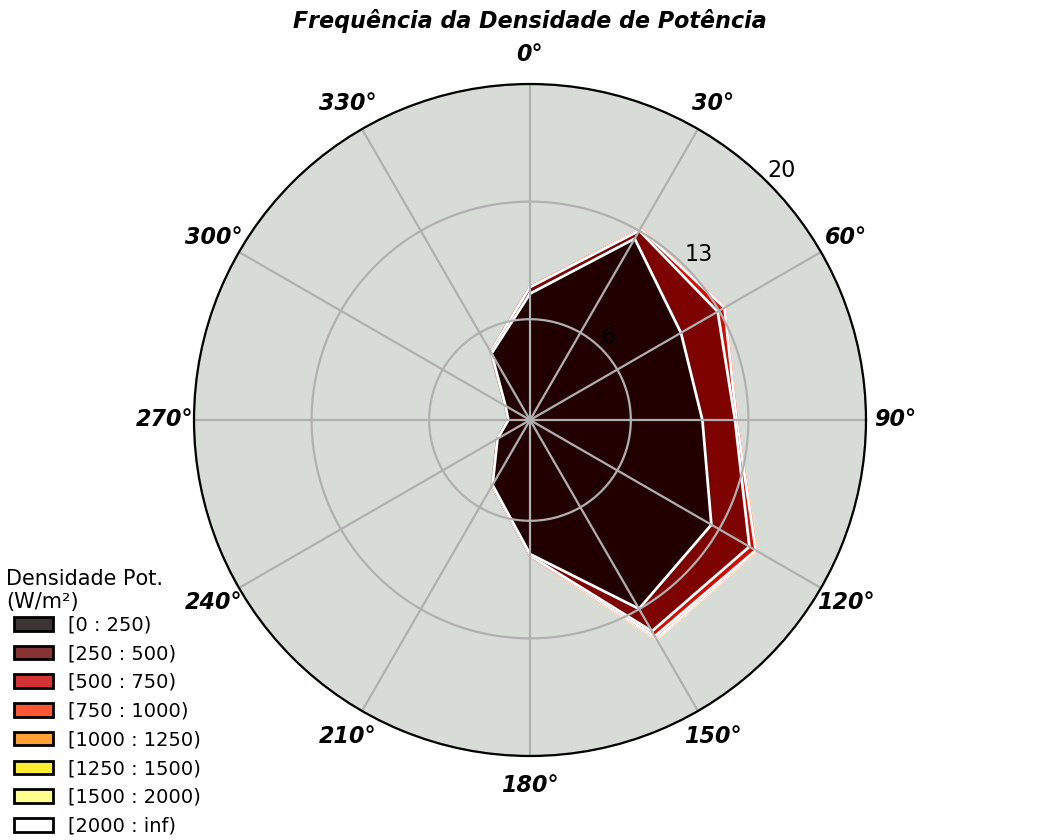 Frequência da Densidade de Potência
0°
330°
30°
20
300°
60°
13
6
270°
90°
Densidade Pot.
(W/m²)
240°
120°
[0 : 250)
[250 : 500)
[500 : 750)
[750 : 1000)
[1000 : 1250)
[1250 : 1500)
[1500 : 2000)
[2000 : inf)
210°
150°
180°